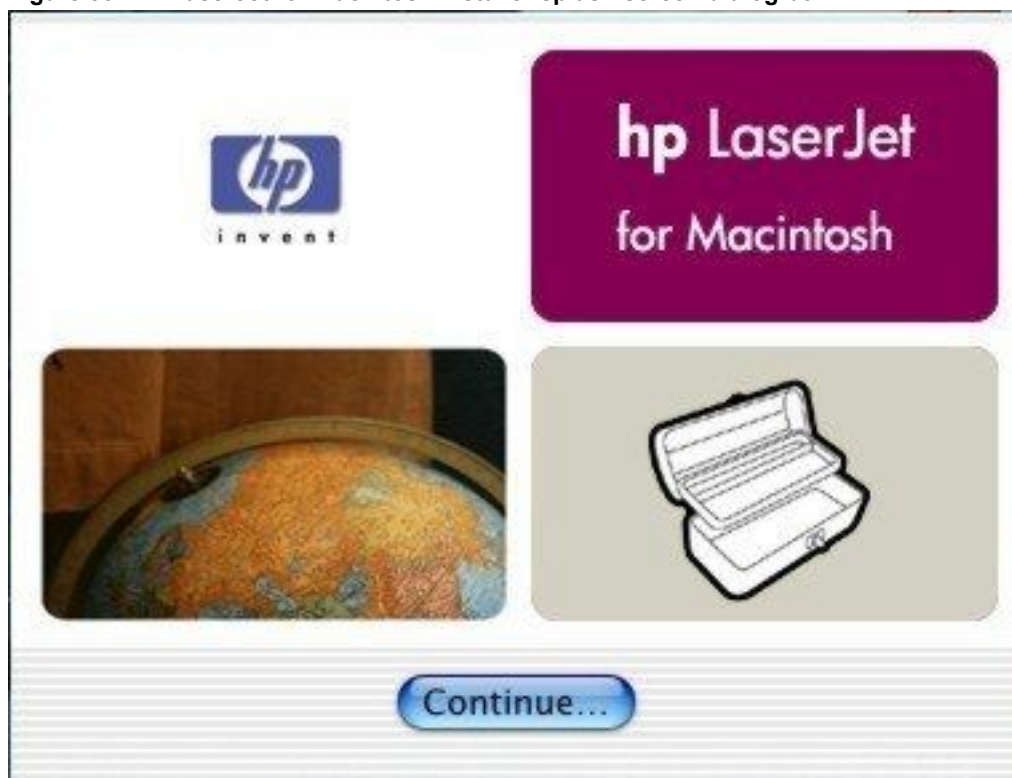 hp
invent
hp LaserJet
for Macintosh
Continue...